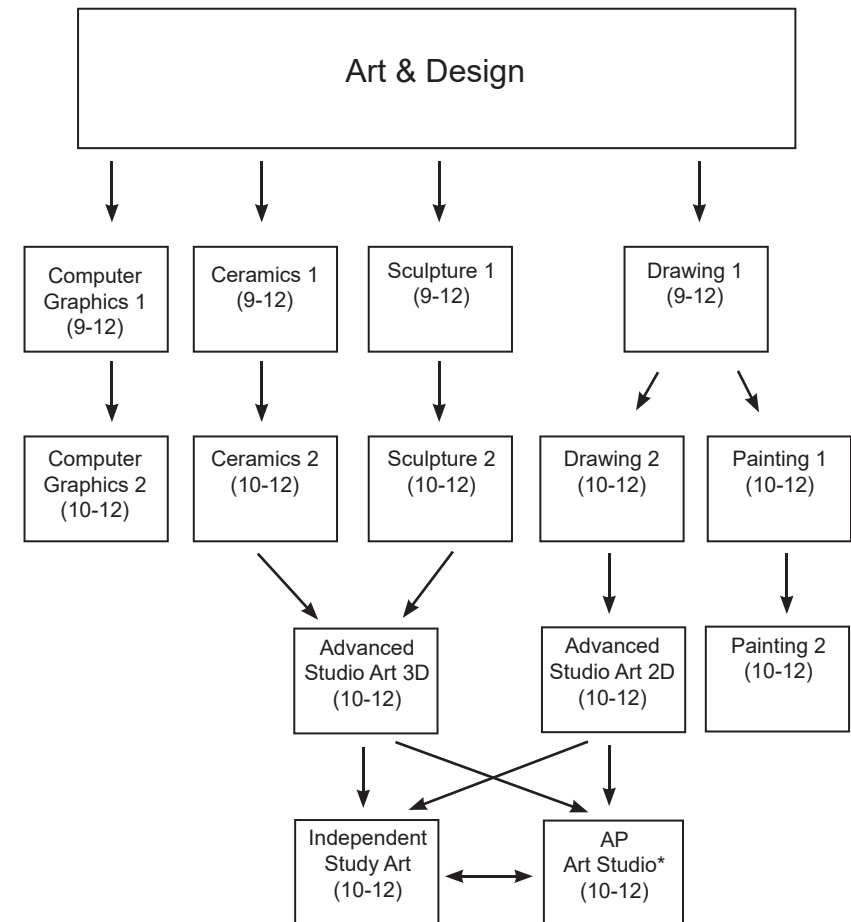 Art & Design
Computer
Graphics 1
(9-12)
Ceramics 1
(9-12)
Sculpture 1
(9-12)
Drawing 1
(9-12)
Computer
Graphics 2
(10-12)
Ceramics 2
(10-12)
Sculpture 2
(10-12)
Drawing 2
(10-12)
Painting 1
(10-12)
Advanced
Studio Art 3D
(10-12)
Advanced
Studio Art 2D
(10-12)
Painting 2
(10-12)
Independent
Study Art
(10-12)
AP
Art Studio*
(10-12)